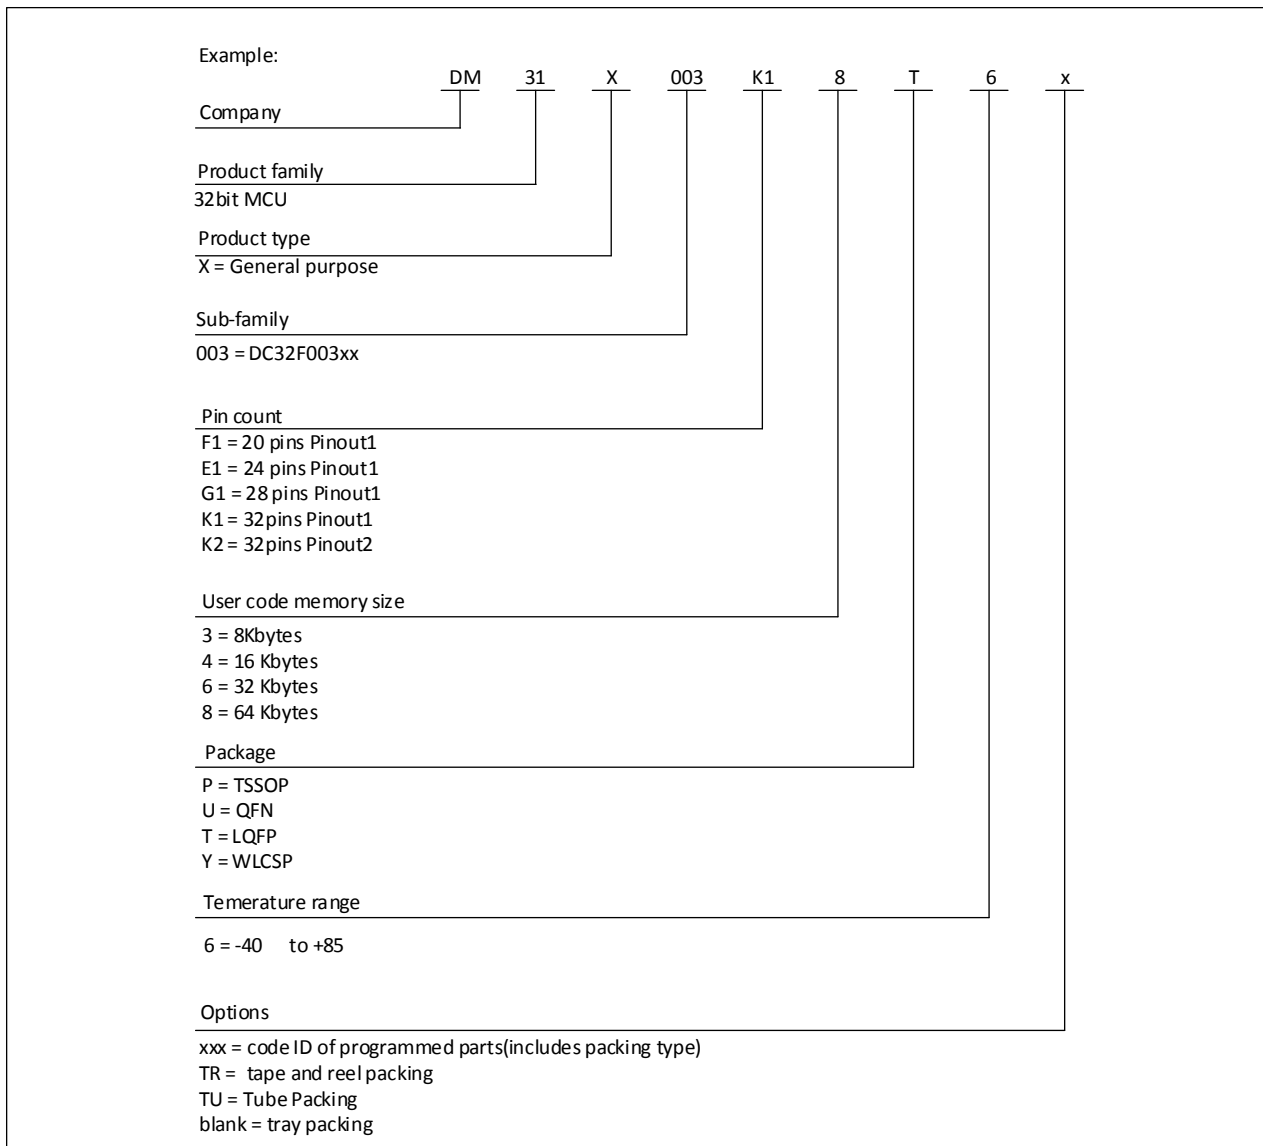 Example:
DM 31 X 003 K1 8 T 6 x
Company
Product family
32bit MCU
Product type
X = General purpose
Sub-family
003 = DC32F003xx
Pin count
F1 = 20 pins Pinout1
E1 = 24 pins Pinout1
G1 = 28 pins Pinout1
K1 = 32pins Pinout1
K2 = 32pins Pinout2
User code memory size
3 = 8Kbytes
4 = 16 Kbytes
6 = 32 Kbytes
8 = 64 Kbytes
Package
P = TSSOP
U = QFN
T = LQFP
Y = WLCSP
Temerature range
6 = -40 to +85
Options
xxx = code ID of programmed parts(includes packing type)
TR = tape and reel packing
TU = Tube Packing
blank = tray packing